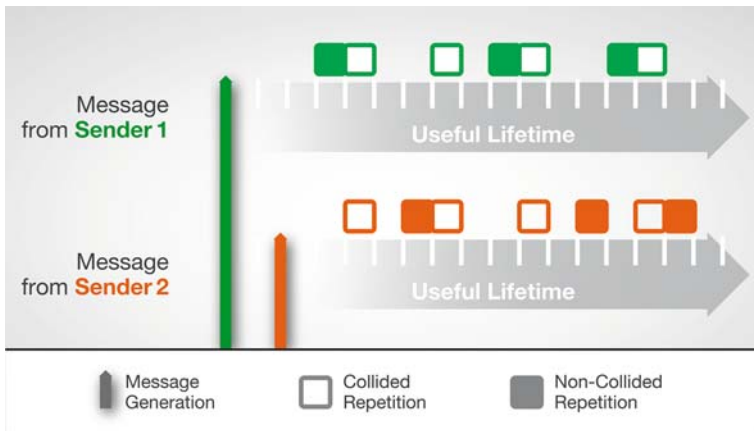 Message
from Sender 1
Useful Lifetime
Message
from Sender 2
Useful Lifetime
Message
Generation
Collided
Repetition
Non-Collided
Repetition